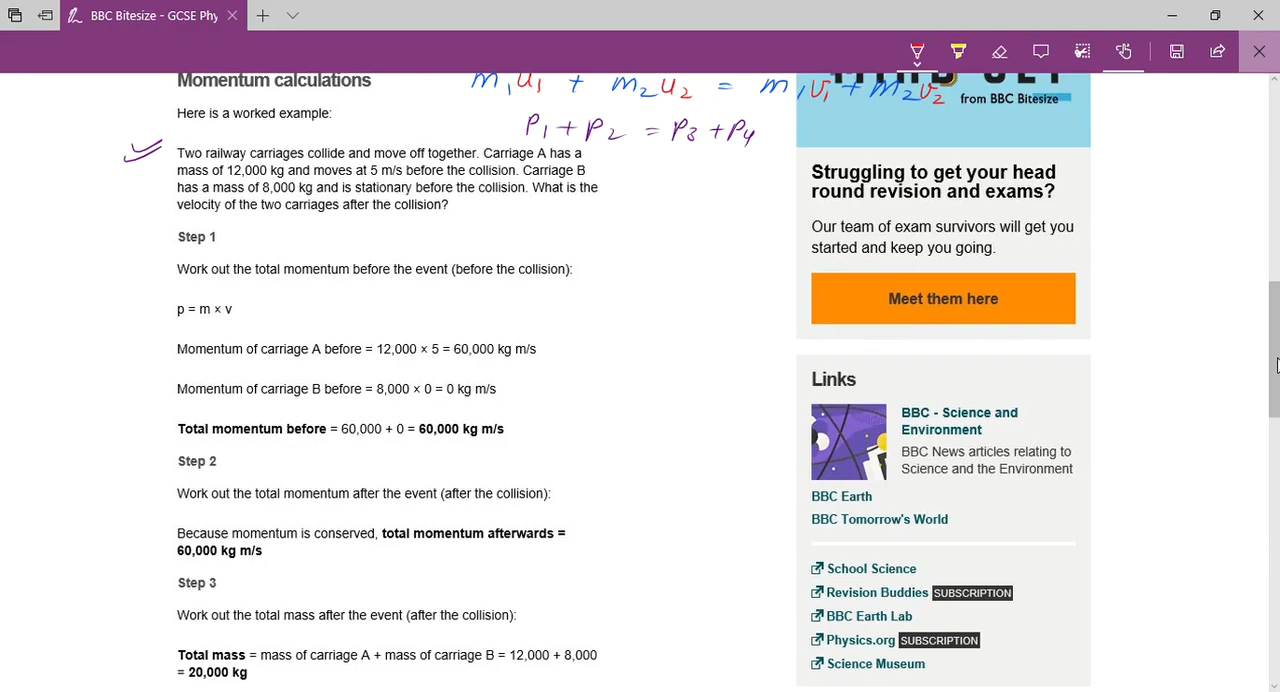 BBC Bitesize - GCSE Phy
Momentum calculations
m1u1 + m2u2 = m1v1 + m2v2
from BBC Bitesize
Here is a worked example:
P1 + P2 = P3 + P4
Two railway carriages collide and move off together. Carriage A has a
mass of 12,000 kg and moves at 5 m/s before the collision. Carriage B
has a mass of 8,000 kg and is stationary before the collision. What is the
velocity of the two carriages after the collision?
Step 1
Work out the total momentum before the event (before the collision):
p = m × v
Momentum of carriage A before = 12,000 × 5 = 60,000 kg m/s
Momentum of carriage B before = 8,000 × 0 = 0 kg m/s
Total momentum before = 60,000 + 0 = 60,000 kg m/s
Step 2
Work out the total momentum after the event (after the collision):
Because momentum is conserved, total momentum afterwards =
60,000 kg m/s
Step 3
Work out the total mass after the event (after the collision):
Total mass = mass of carriage A + mass of carriage B = 12,000 + 8,000
= 20,000 kg
Struggling to get your head
round revision and exams?
Our team of exam survivors will get you
started and keep you going.
Meet them here
Links
BBC - Science and
Environment
BBC News articles relating to
Science and the Environment
BBC Earth
BBC Tomorrow's World
School Science
Revision Buddies SUBSCRIPTION
BBC Earth Lab
Physics.org SUBSCRIPTION
Science Museum